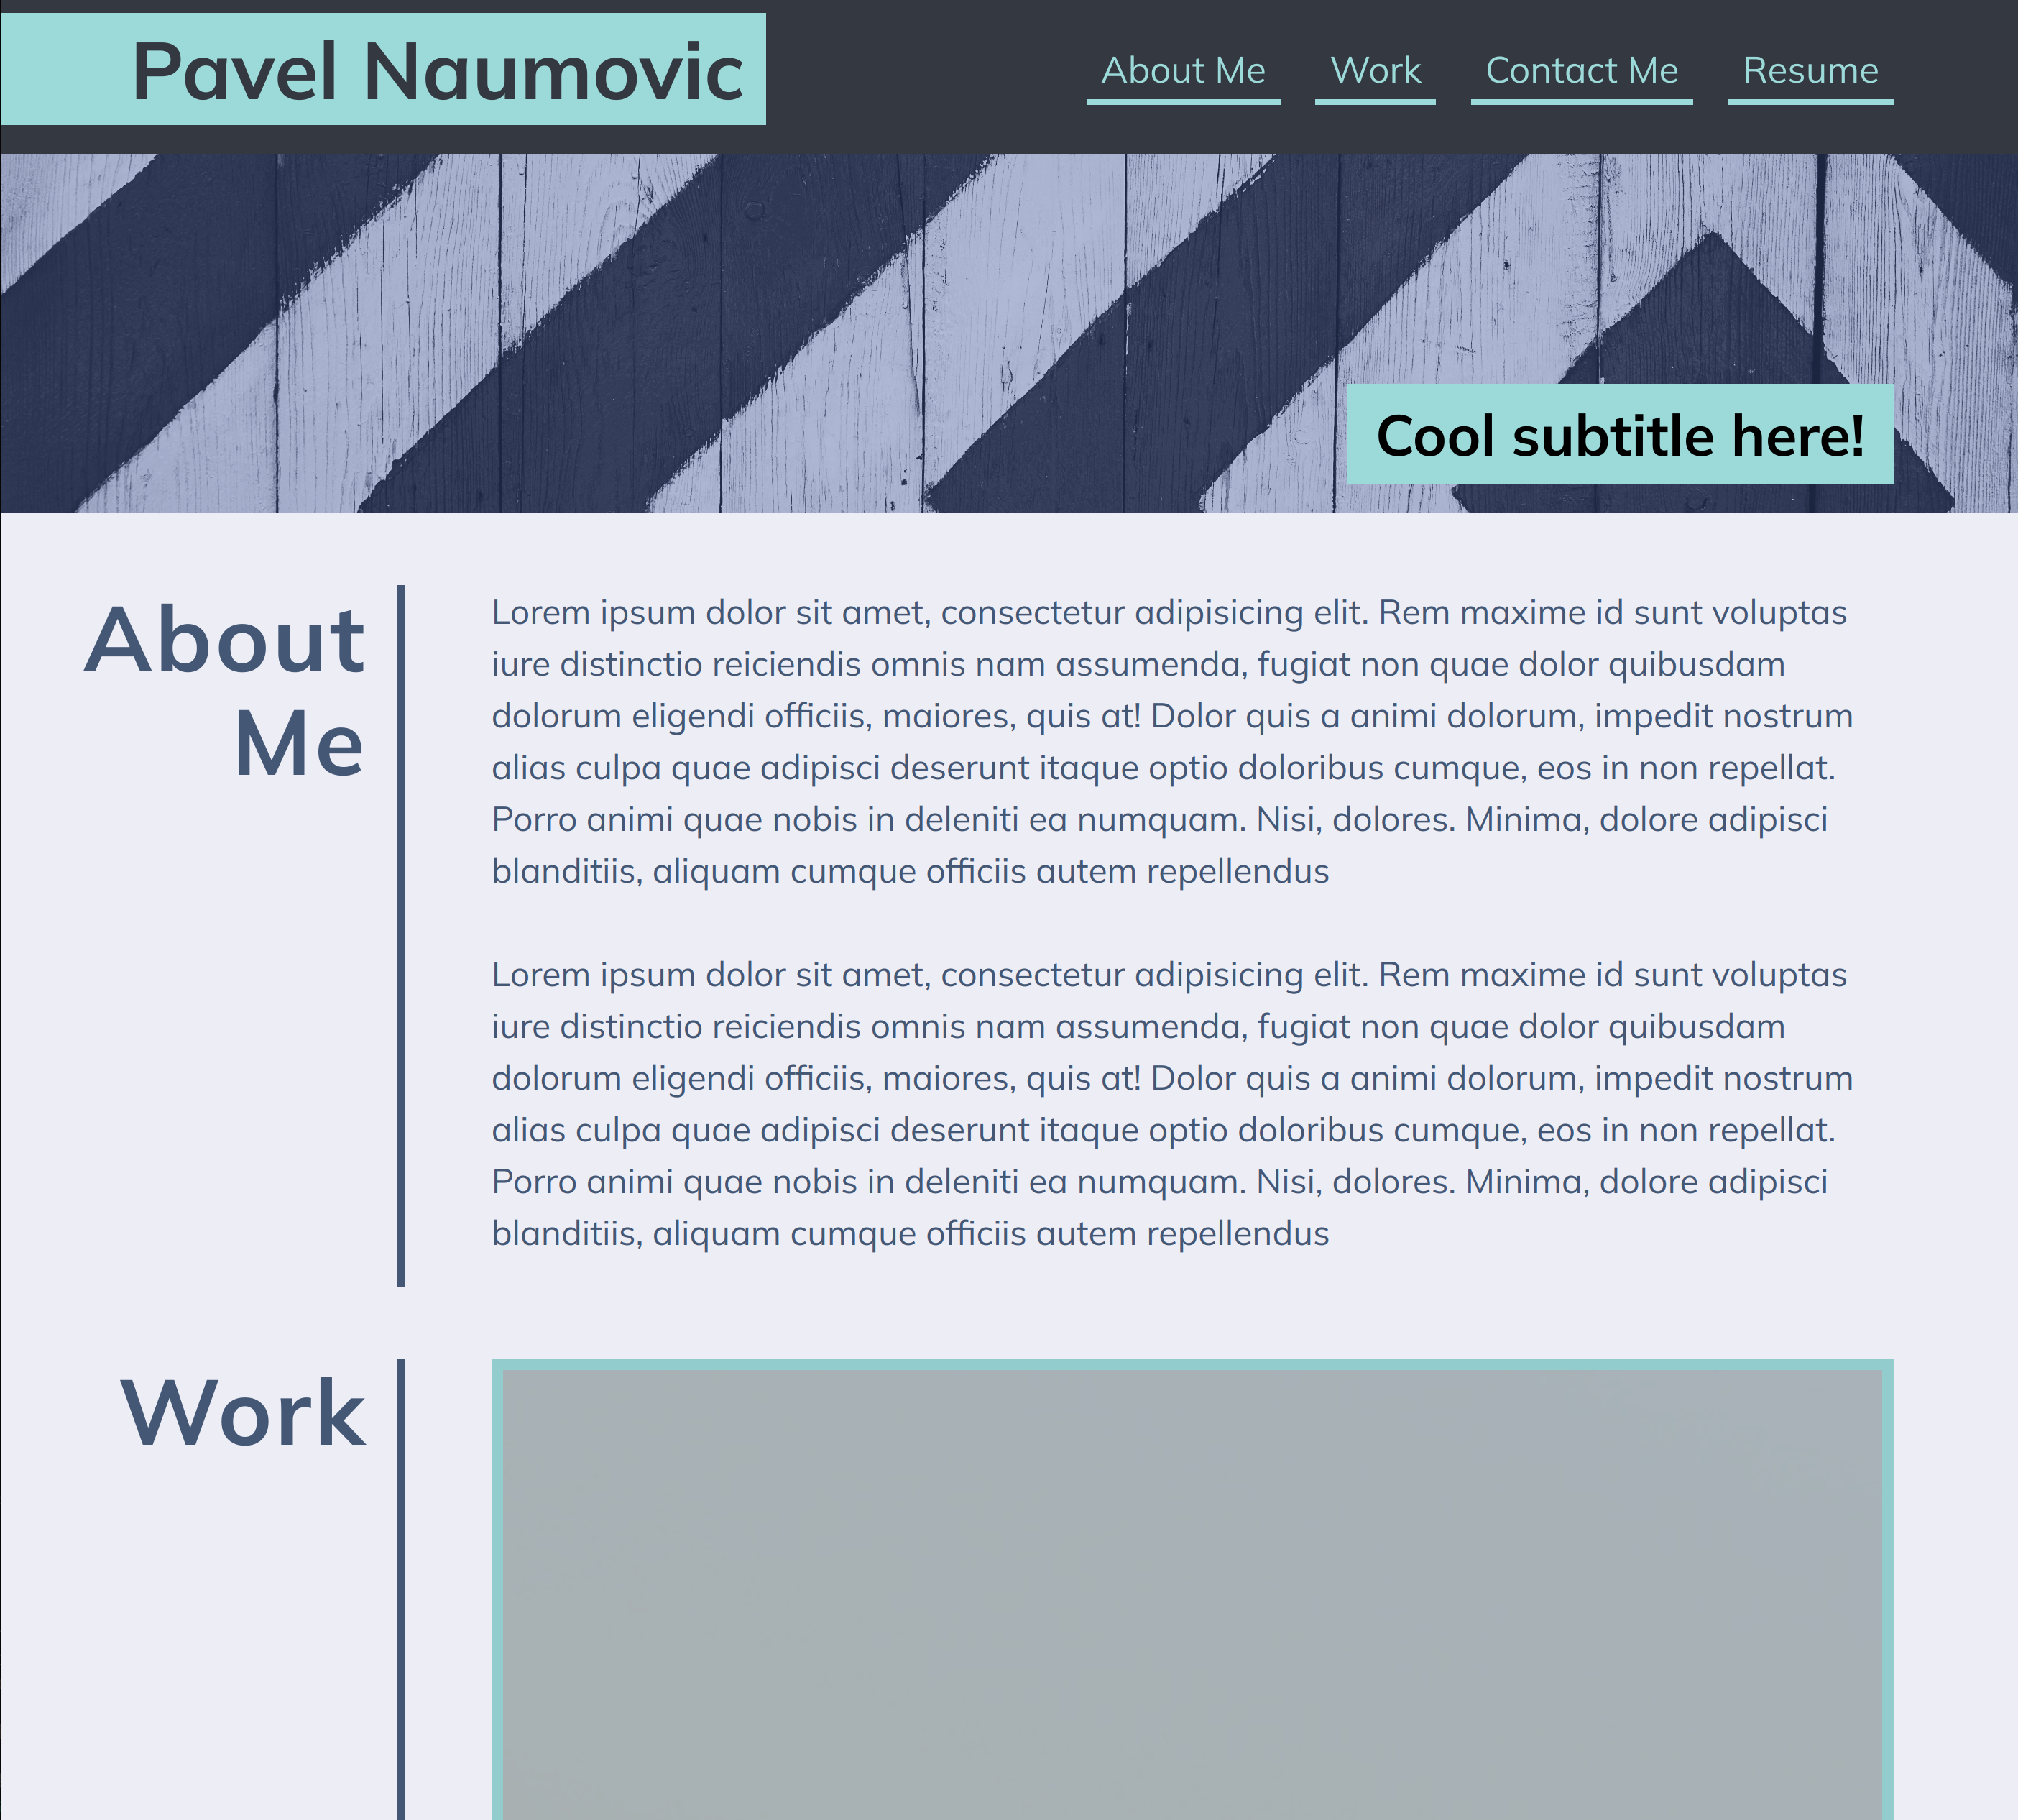 Pavel Naumovic
About Me Work Contact Me Resume
Cool subtitle here!
About
Me
Lorem ipsum dolor sit amet, consectetur adipisicing elit. Rem maxime id sunt voluptas
iure distinctio reiciendis omnis nam assumenda, fugiat non quae dolor quibusdam
dolorum eligendi officiis, maiores, quis at! Dolor quis a animi dolorum, impedit nostrum
alias culpa quae adipisci deserunt itaque optio doloribus cumque, eos in non repellat.
Porro animi quae nobis in deleniti ea numquam. Nisi, dolores. Minima, dolore adipisci
blanditiis, aliquam cumque officiis autem repellendus
Lorem ipsum dolor sit amet, consectetur adipisicing elit. Rem maxime id sunt voluptas
iure distinctio reiciendis omnis nam assumenda, fugiat non quae dolor quibusdam
dolorum eligendi officiis, maiores, quis at! Dolor quis a animi dolorum, impedit nostrum
alias culpa quae adipisci deserunt itaque optio doloribus cumque, eos in non repellat.
Porro animi quae nobis in deleniti ea numquam. Nisi, dolores. Minima, dolore adipisci
blanditiis, aliquam cumque officiis autem repellendus
Work